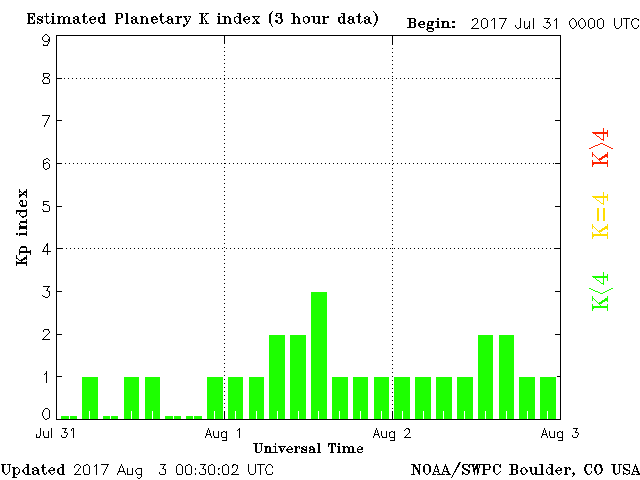 Estimated Planetary K index (3 hour data)
Begin: 2017 Jul 31 0000 UTC
9
8
7
6
5
4
3
2
1
0
Kp index
K>4
K=4
K<4
Jul 31
Aug 1
Aug 2
Aug 3
Universal Time
Updated 2017 Aug 3 00:30:02 UTC
NOAA/SWPC Boulder, CO USA